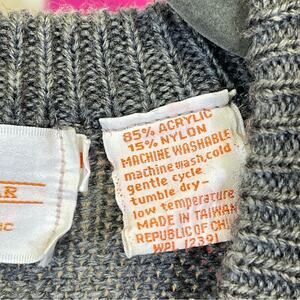 85% ACRYLIC
15% NYLON
MACHINE WASHABLE
machine wash, cold
gentle cycle
tumble dry-
low temperature
MADE IN TAIWAN
REPUBLIC OF CHI
WPL 12391
R